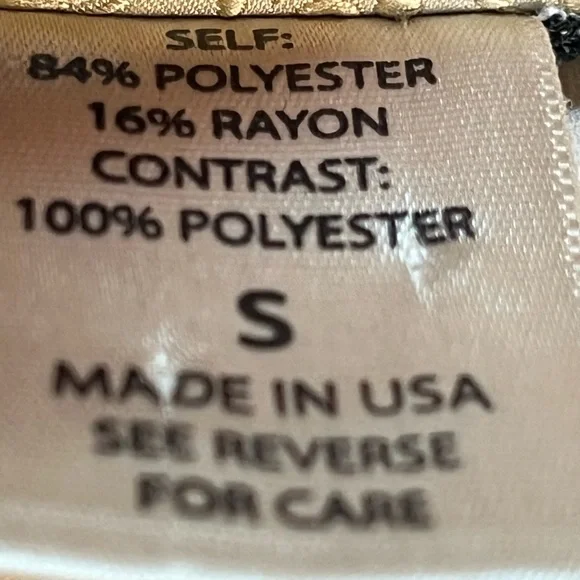 SELF:
84% POLYESTER
16% RAYON
CONTRAST:
100% POLYESTER
S
MADE IN USA
SEE REVERSE
FOR CARE